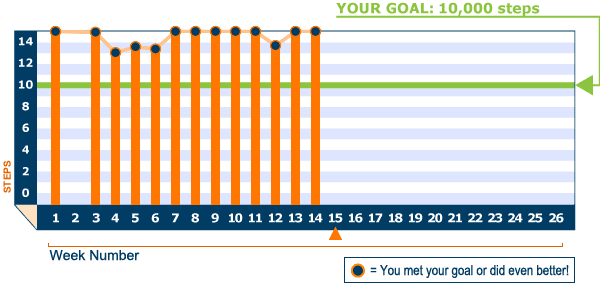 YOUR GOAL: 10,000 steps
14
10
8
6
4
2
0
STEPS
1 2 3 4 5 6 7 8 9 10 11 12 13 14 15 16 17 18 19 20 21 22 23 24 25 26
Week Number
= You met your goal or did even better!